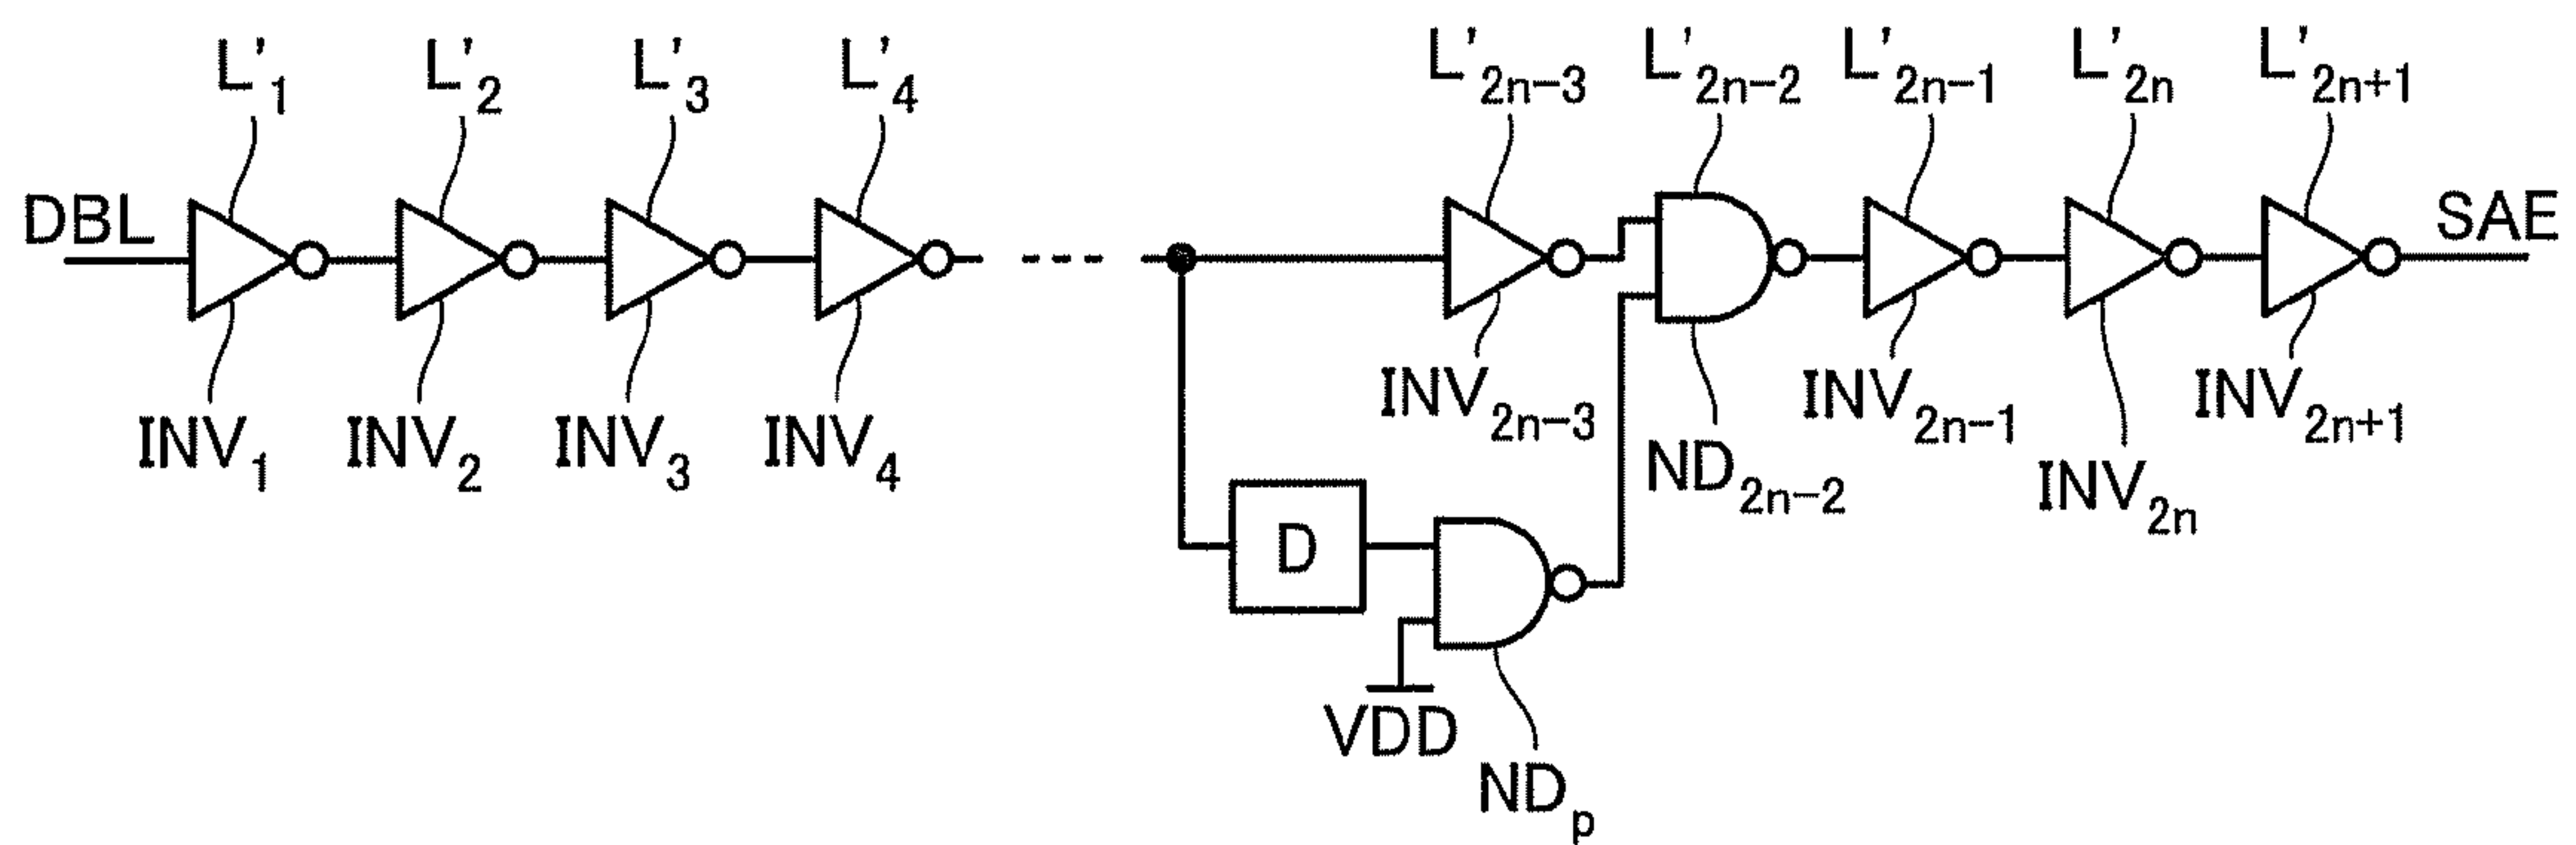 L'1 L'2 L'3 L'4 L'2n-3 L'2n-2 L'2n-1 L'2n L'2n+1
DBL SAE
INV1 INV2 INV3 INV4 INV2n-3 ND2n-2 INV2n-1 INV2n INV2n+1
D
VDD
NDp